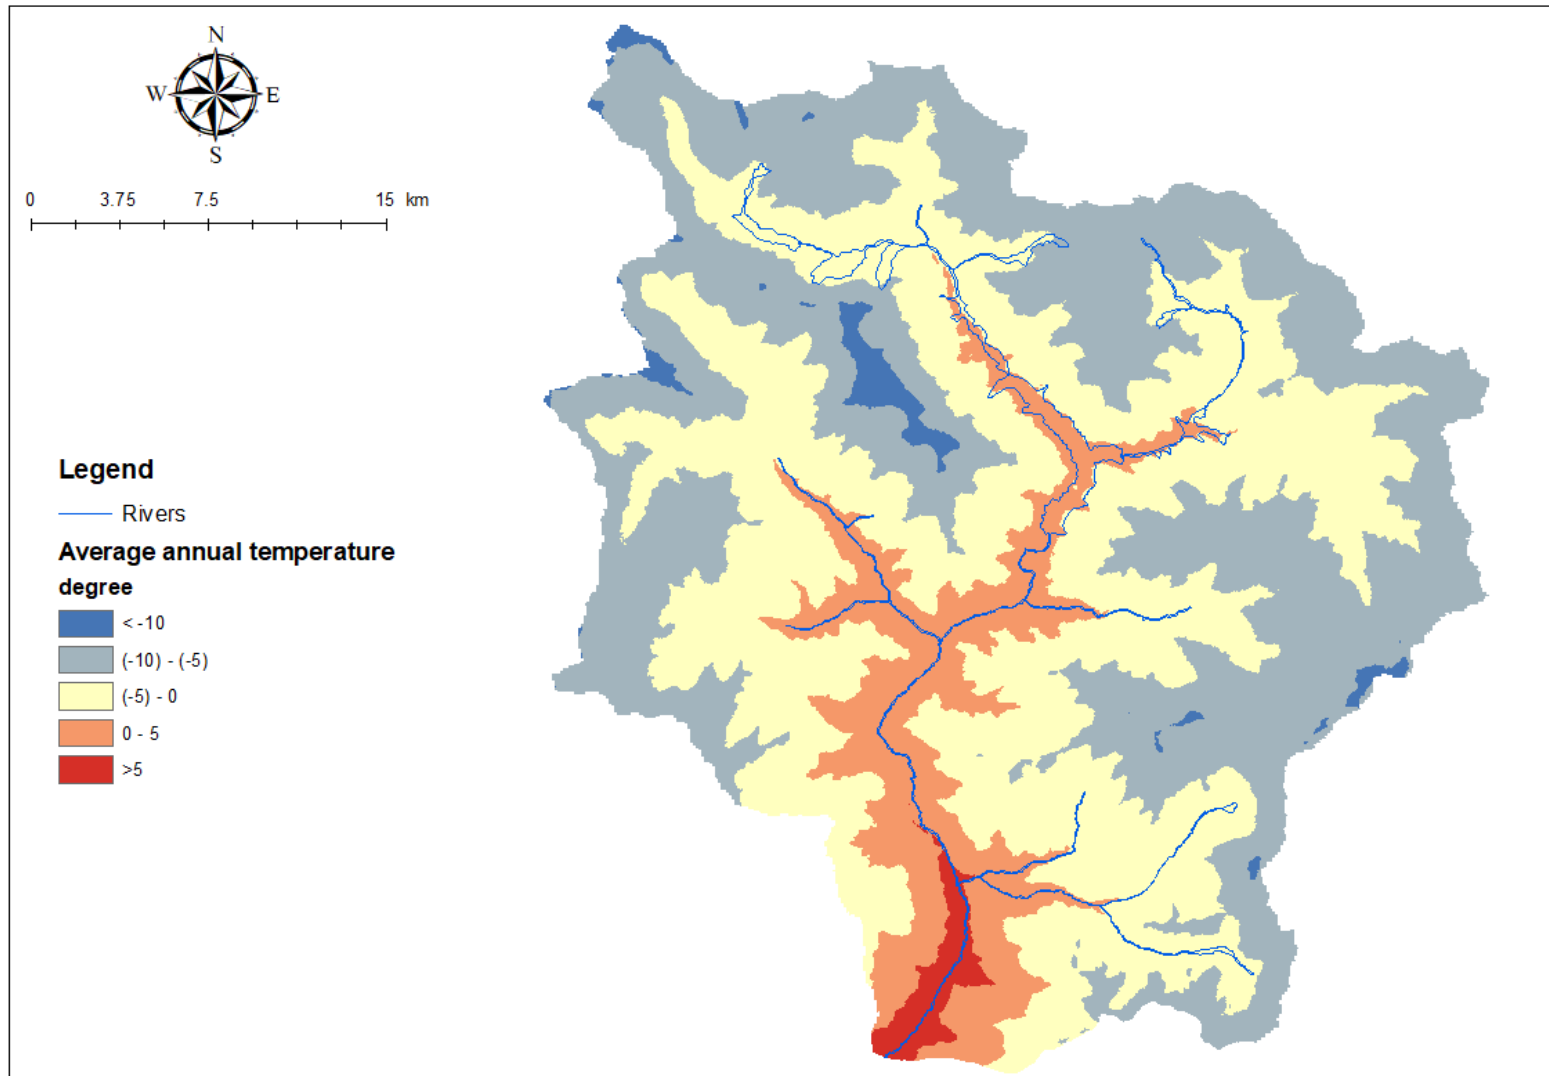 N
W E
S
0 3.75 7.5 15 km
Legend
Rivers
Average annual temperature
degree
< -10
(-10) - (-5)
(-5) - 0
0 - 5
>5